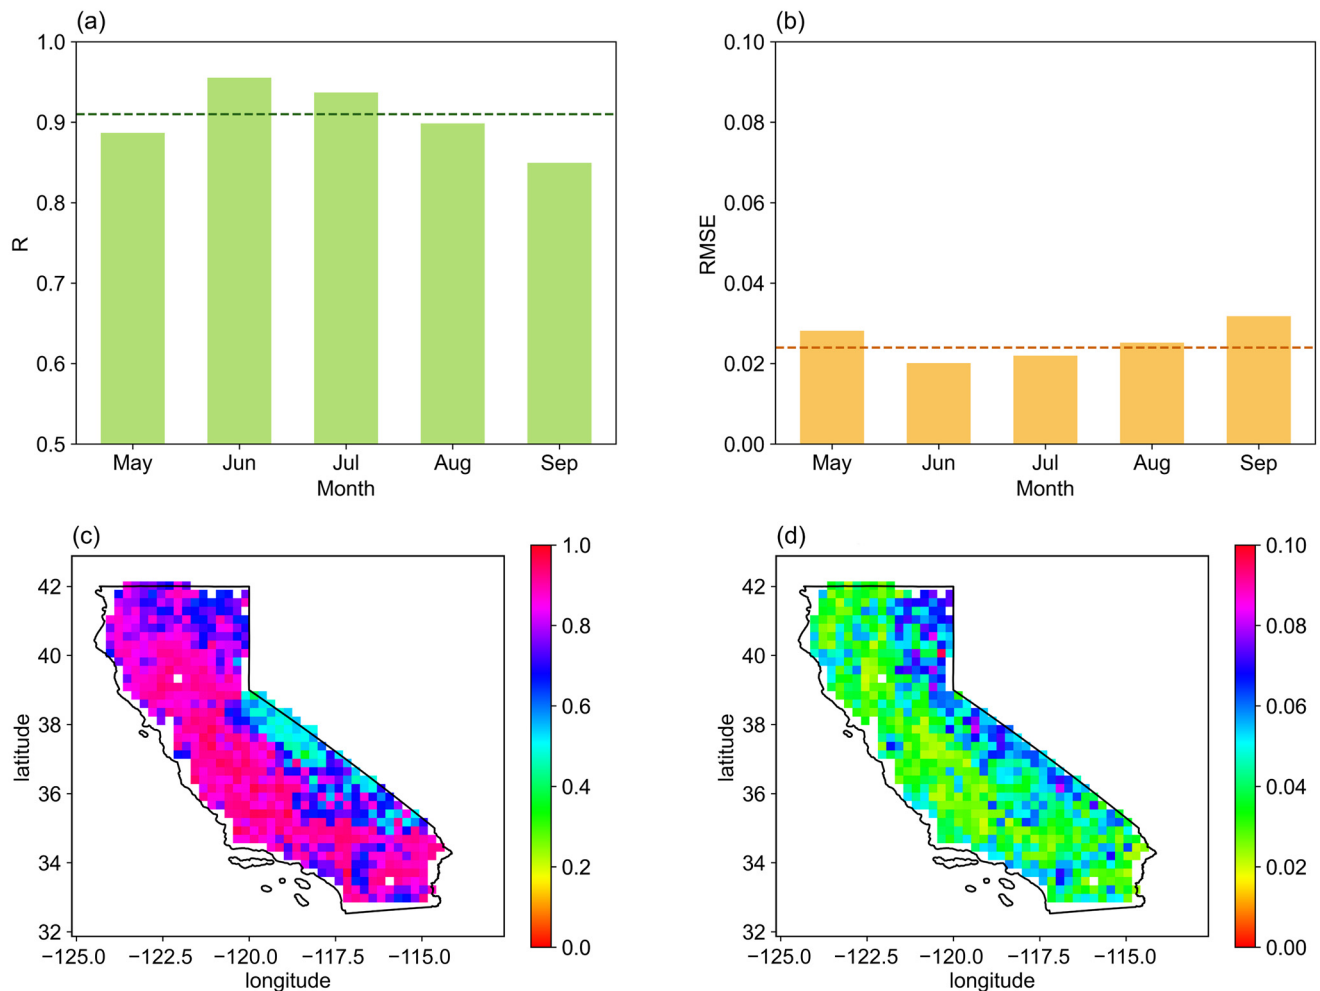 (a)
1.0
0.9
0.8
0.7
0.6
0.5
R
May Jun Jul Aug Sep
Month
(b)
0.10
0.08
0.06
0.04
0.02
0.00
RMSE
May Jun Jul Aug Sep
Month
(c)
42
40
38
36
34
32
latitude
−125.0 −122.5 −120.0 −117.5 −115.0
longitude
1.0
0.8
0.6
0.4
0.2
0.0
(d)
42
40
38
36
34
32
latitude
−125.0 −122.5 −120.0 −117.5 −115.0
longitude
0.10
0.08
0.06
0.04
0.02
0.00